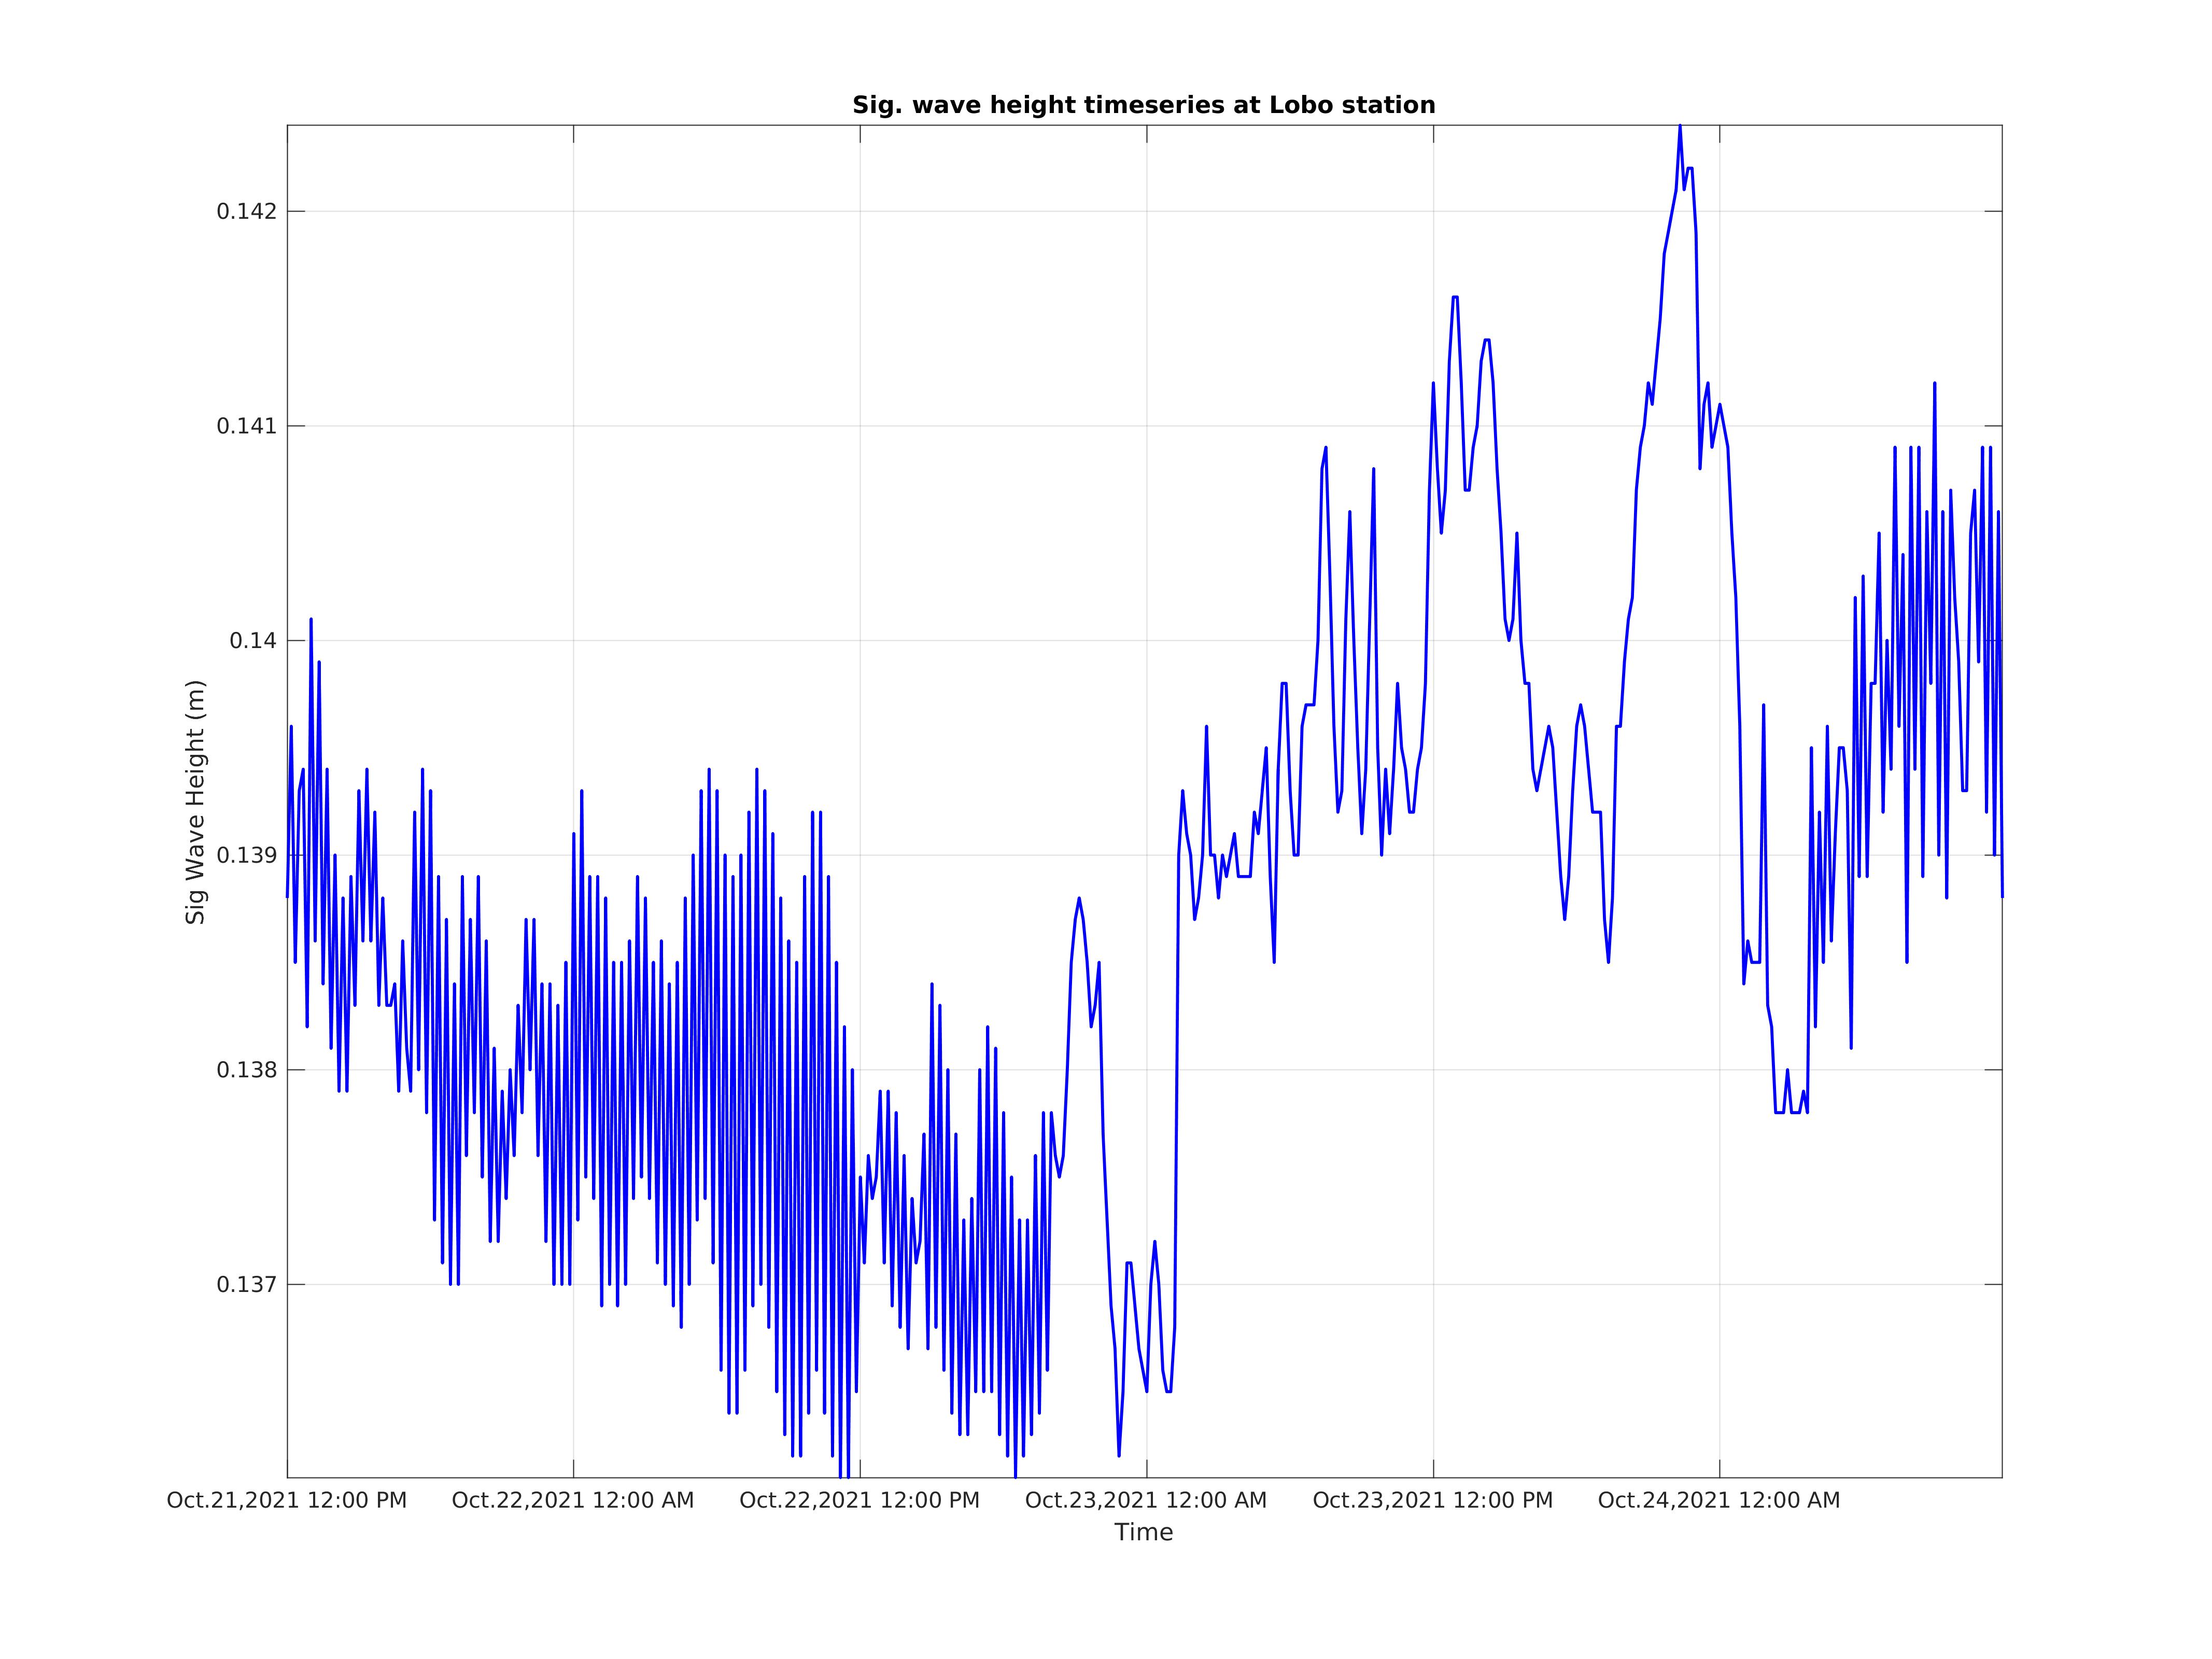 Sig. wave height timeseries at Lobo station
0.142
0.141
0.14
0.139
0.138
0.137
Sig Wave Height (m)
Oct.21,2021 12:00 PM
Oct.22,2021 12:00 AM
Oct.22,2021 12:00 PM
Oct.23,2021 12:00 AM
Oct.23,2021 12:00 PM
Oct.24,2021 12:00 AM
Time